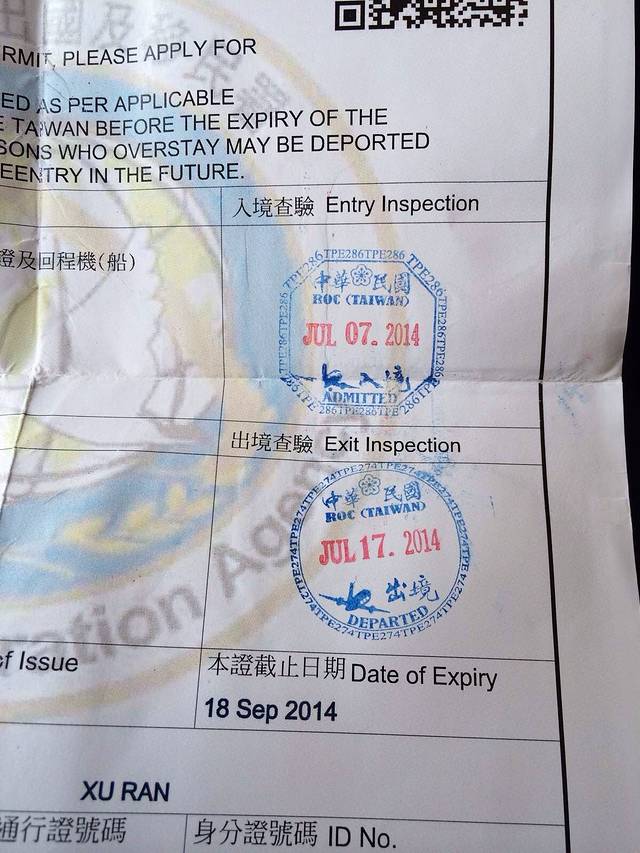 RMIT, PLEASE APPLY FOR
ED AS PER APPLICABLE
E TAIWAN BEFORE THE EXPIRY OF THE
SONS WHO OVERSTAY MAY BE DEPORTED
EENTRY IN THE FUTURE.
入境查驗 Entry Inspection
證及回程機(船)
TPE286TPE286
中華民國
ROC (TAIWAN)
JUL 07. 2014
入境
ADMITTED
出境查驗 Exit Inspection
中華民國
ROC (TAIWAN)
JUL 17. 2014
出境
DEPARTED
TPE274TPE274TPE274TPE274
ration Agen
of Issue
本證截止日期 Date of Expiry
18 Sep 2014
XU RAN
通行證號碼
身分證號碼 ID No.